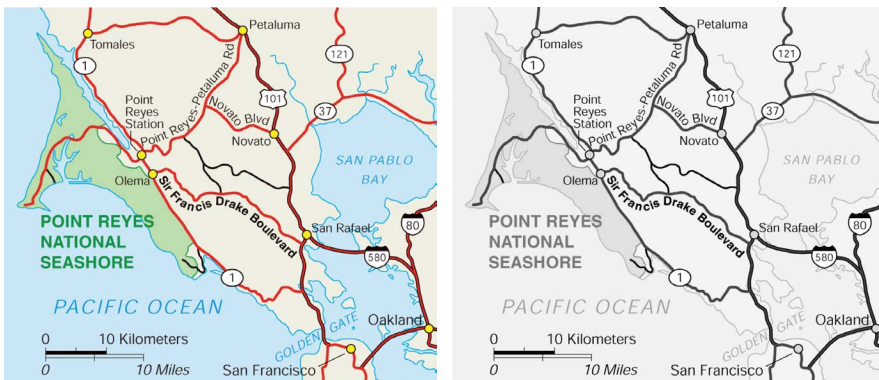 Petaluma
Tomales
121
1
Point Reyes-Petaluma Rd
101
37
Point
Reyes
Station
Novato Blvd
Novato
SAN PABLO
BAY
Olema
Sir Francis Drake Boulevard
POINT REYES
NATIONAL
SEASHORE
San Rafael
80
580
1
PACIFIC OCEAN
GOLDEN GATE
Oakland
0 10 Kilometers
0 10 Miles
San Francisco
Petaluma
Tomales
121
1
Point Reyes-Petaluma Rd
101
37
Point
Reyes
Station
Novato Blvd
Novato
SAN PABLO
BAY
Olema
Sir Francis Drake Boulevard
POINT REYES
NATIONAL
SEASHORE
San Rafael
80
580
1
PACIFIC OCEAN
GOLDEN GATE
Oakland
0 10 Kilometers
0 10 Miles
San Francisco